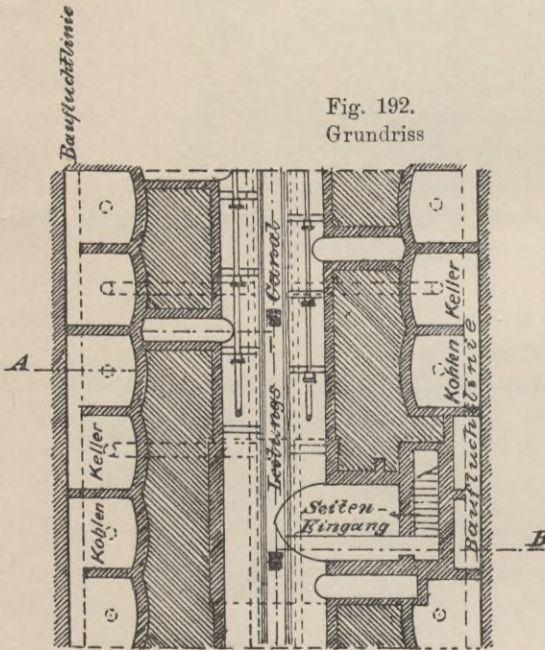 Baufluchtlinie
Fig. 192.
Grundriss
Canal
Leitungs
A
Keller
Kohlen
Keller
Kohlen
Baufluchtlinie
Seiten-
Eingang
B